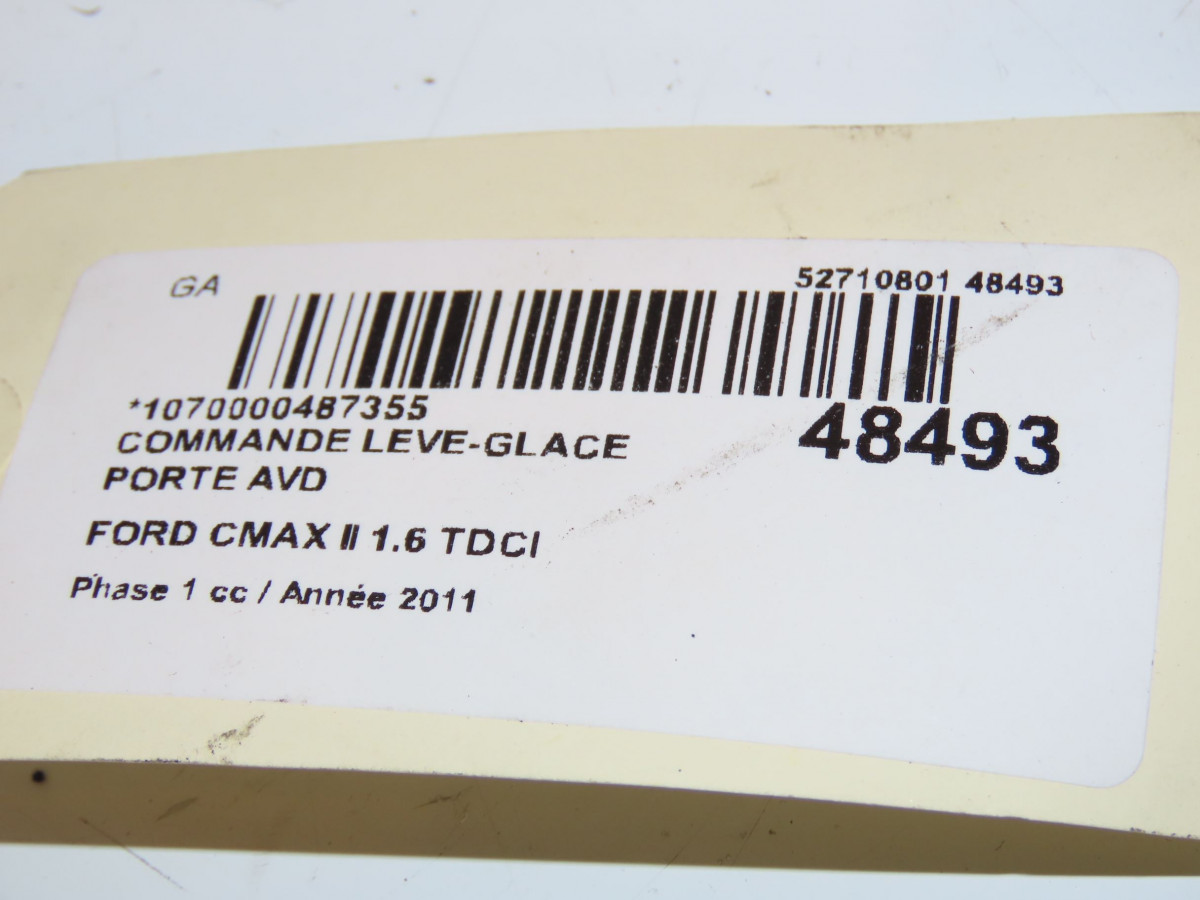 GA
52710801 48493
*1070000487355
48493
COMMANDE LEVE-GLACE
PORTE AVD
FORD CMAX II 1.6 TDCI
Phase 1 cc / Année 2011